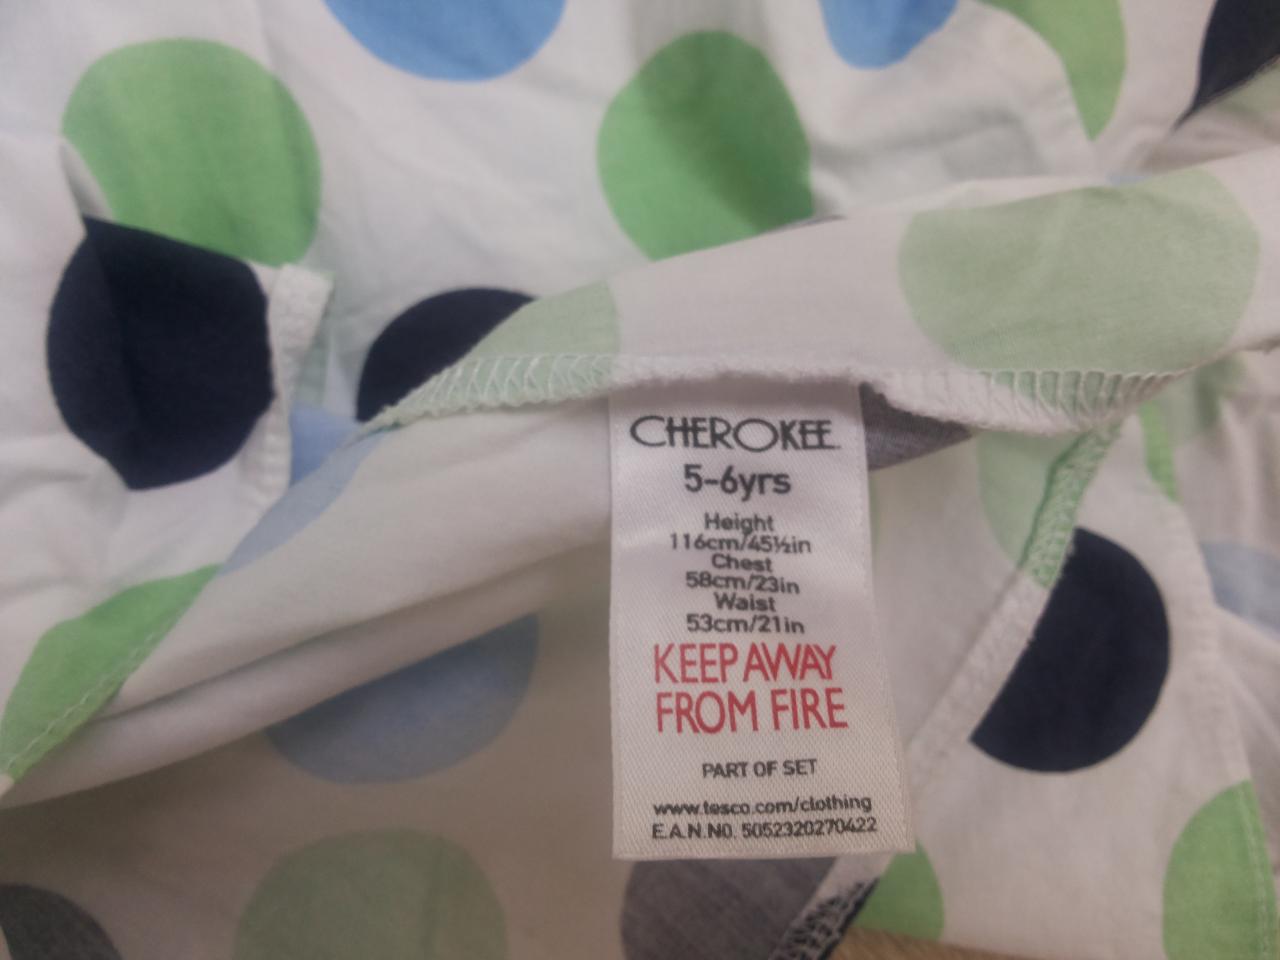 CHEROKEE
5-6yrs
Height
116cm/45½in
Chest
58cm/23in
Waist
53cm/21in
KEEP AWAY
FROM FIRE
PART OF SET
www.tesco.com/clothing
E.A.N.N0. 5052320270422